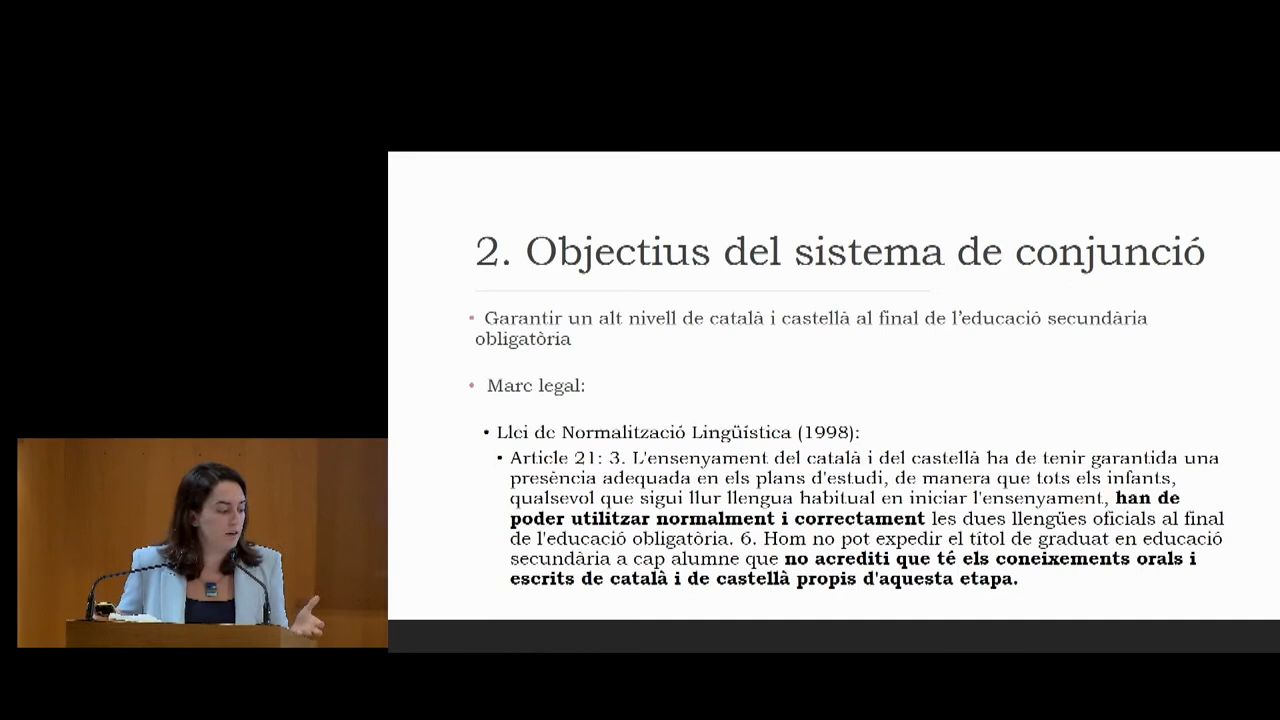 2. Objectius del sistema de conjunció
• Garantir un alt nivell de català i castellà al final de l’educació secundària
obligatòria
• Marc legal:
• Llei de Normalització Lingüística (1998):
• Article 21: 3. L'ensenyament del català i del castellà ha de tenir garantida una
presència adequada en els plans d'estudi, de manera que tots els infants,
qualsevol que sigui llur llengua habitual en iniciar l'ensenyament, han de
poder utilitzar normalment i correctament les dues llengües oficials al final
de l'educació obligatòria. 6. Hom no pot expedir el títol de graduat en educació
secundària a cap alumne que no acrediti que té els coneixements orals i
escrits de català i de castellà propis d'aquesta etapa.